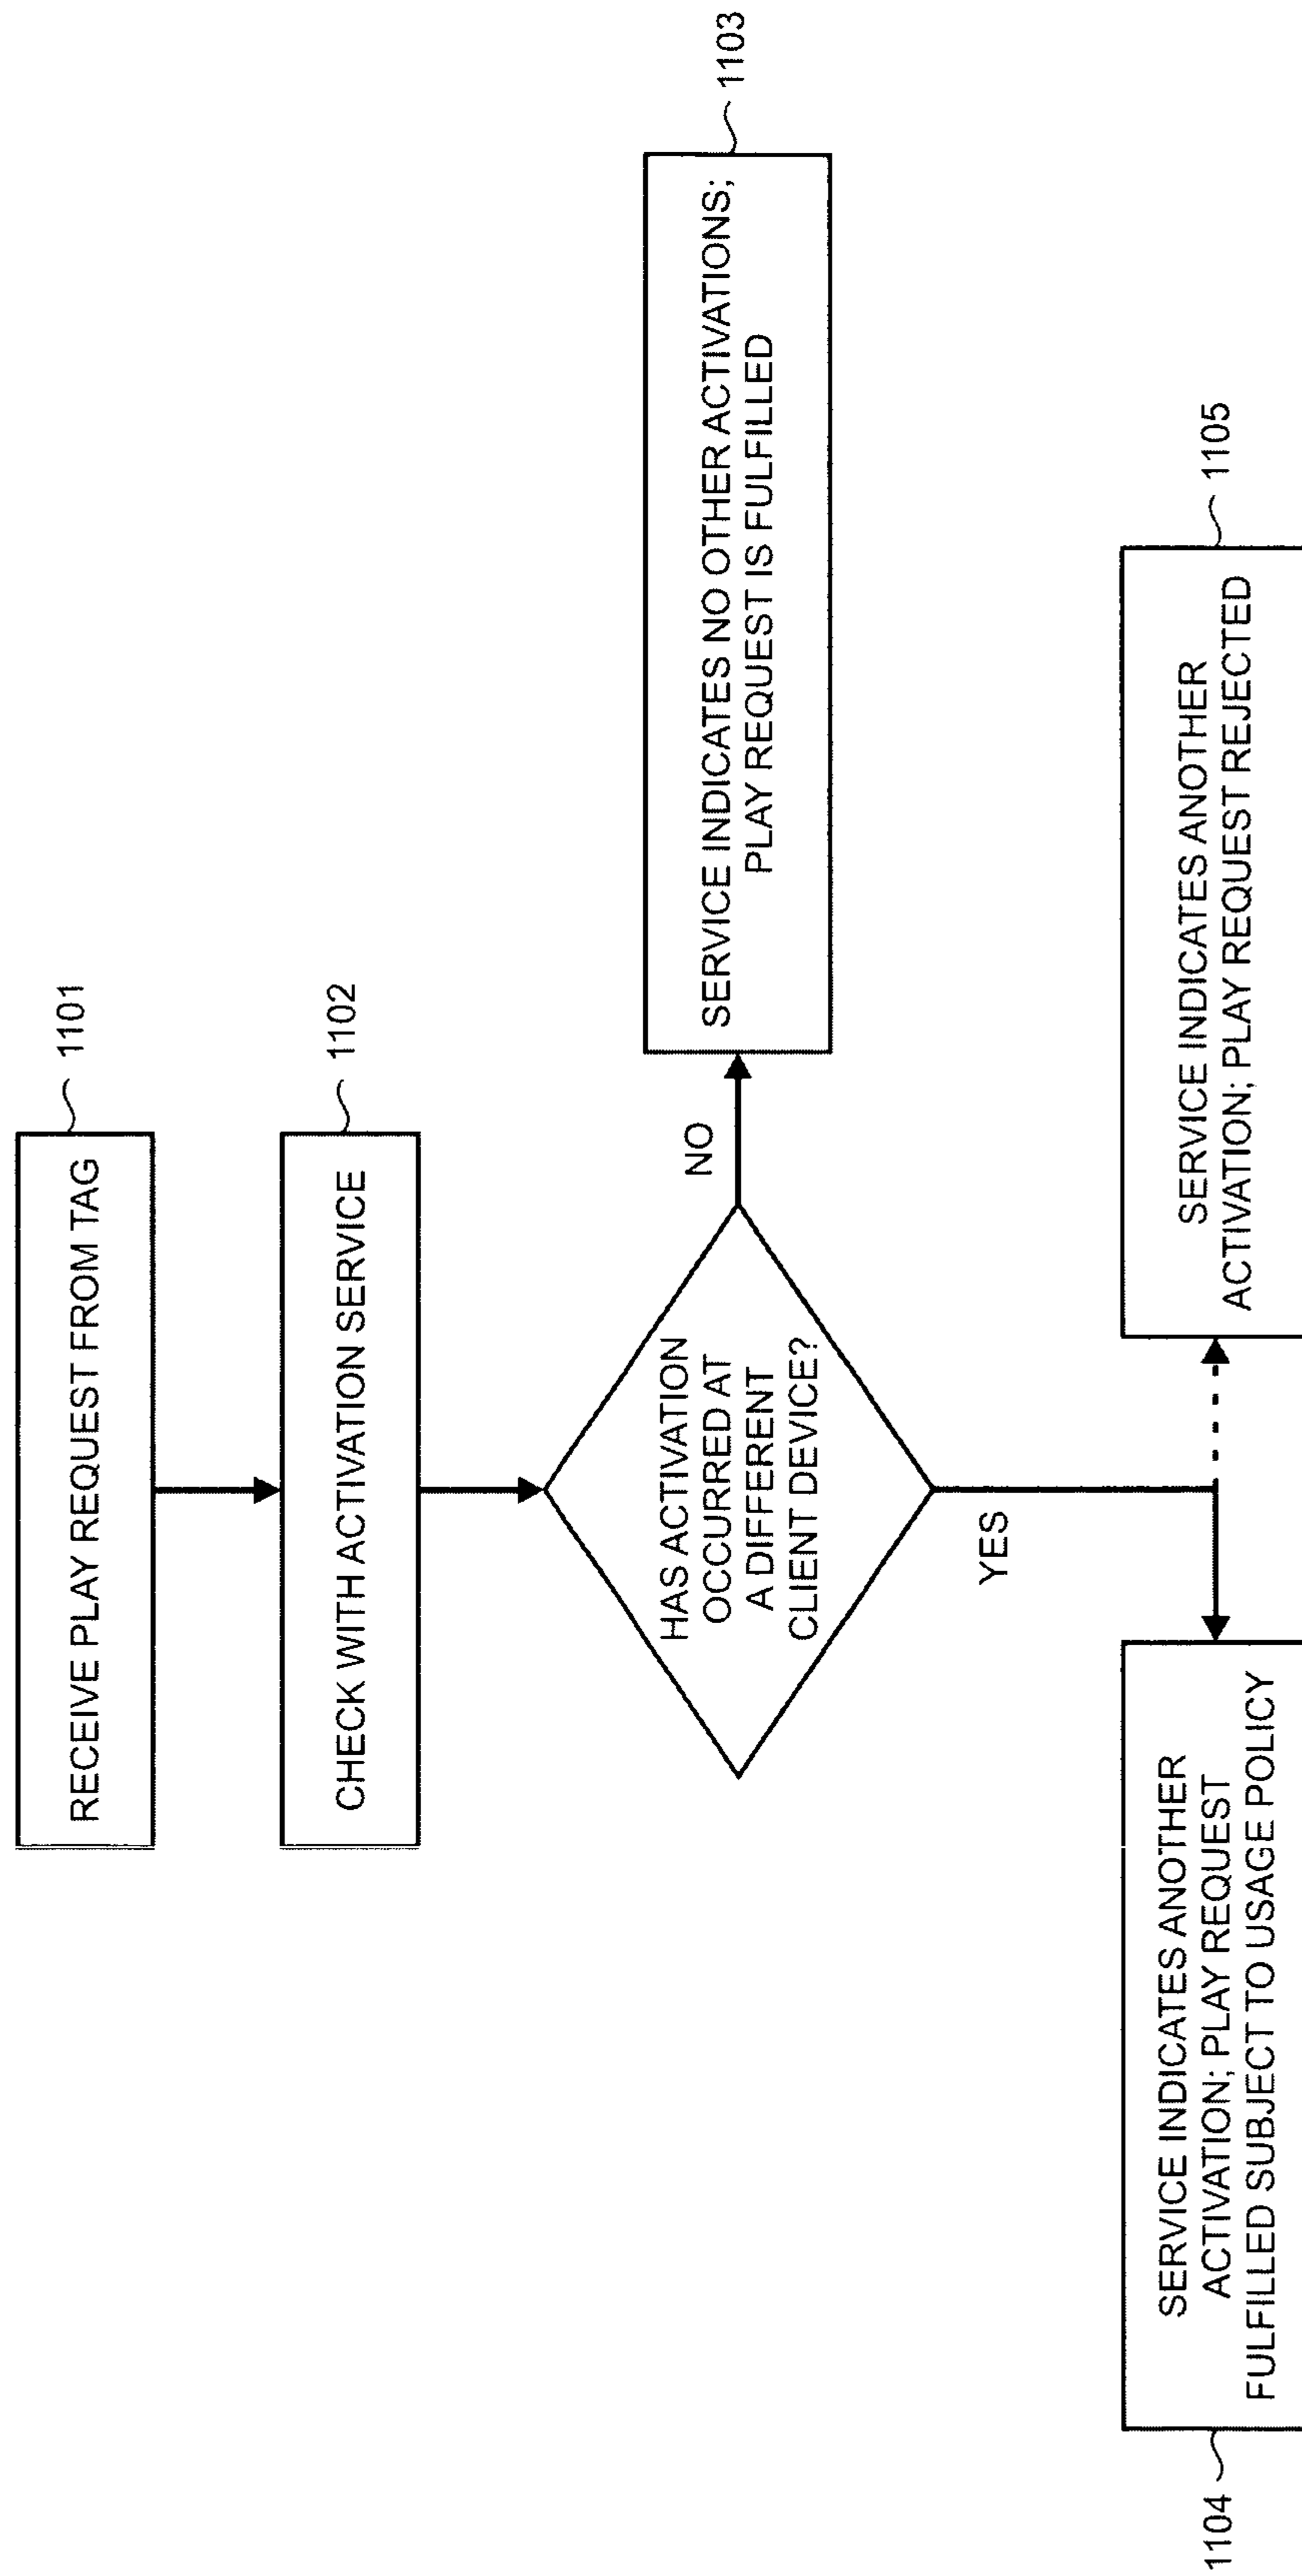 RECEIVE PLAY REQUEST FROM TAG
1101
CHECK WITH ACTIVATION SERVICE
1102
HAS ACTIVATION
OCCURRED AT
A DIFFERENT
CLIENT DEVICE?
NO
SERVICE INDICATES NO OTHER ACTIVATIONS;
PLAY REQUEST IS FULFILLED
1103
YES
1104
SERVICE INDICATES ANOTHER
ACTIVATION; PLAY REQUEST
FULFILLED SUBJECT TO USAGE POLICY
SERVICE INDICATES ANOTHER
ACTIVATION; PLAY REQUEST REJECTED
1105